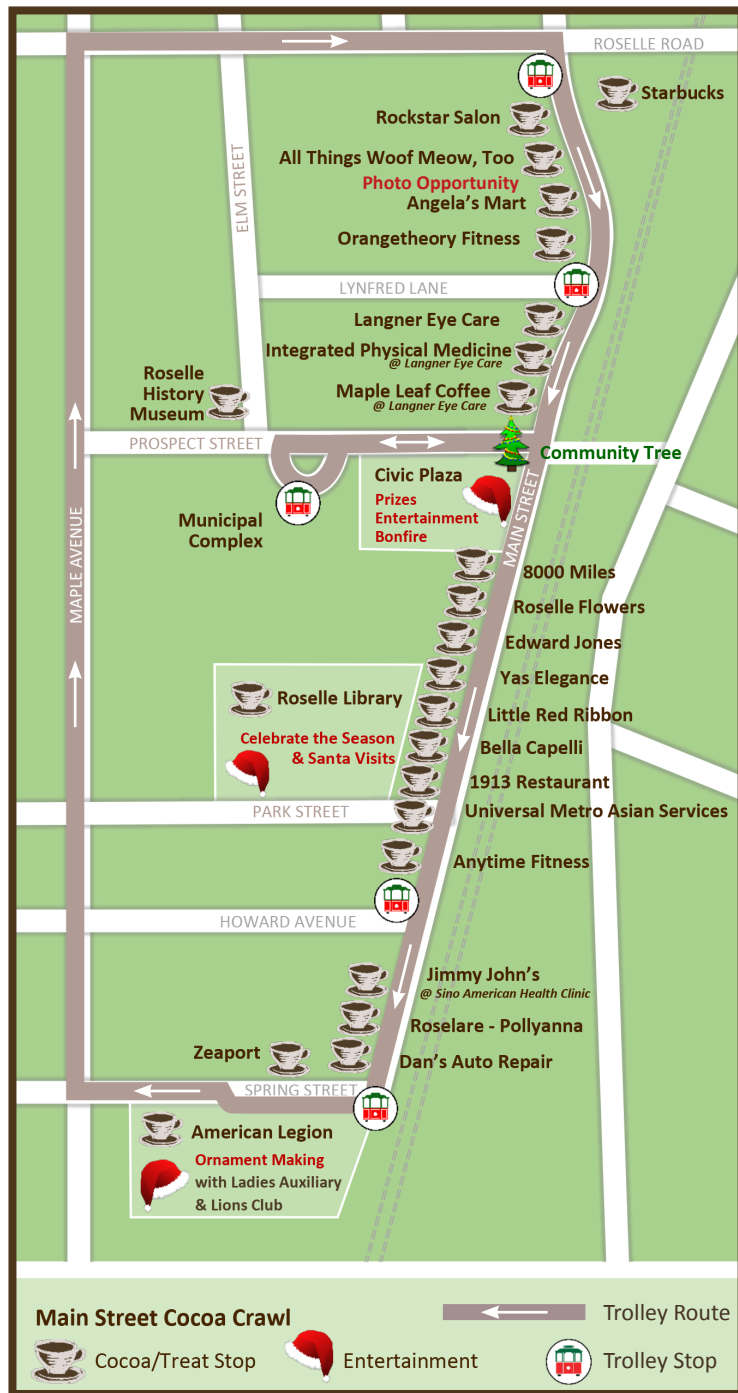 ROSELLE ROAD
Starbucks
Rockstar Salon
All Things Woof Meow, Too
Photo Opportunity
Angela's Mart
ELM STREET
Orangetheory Fitness
LYNFRED LANE
Langner Eye Care
Integrated Physical Medicine
@ Langner Eye Care
Roselle
History
Museum
Maple Leaf Coffee
@ Langner Eye Care
PROSPECT STREET
Community Tree
Civic Plaza
Prizes
Entertainment
Bonfire
Municipal
Complex
MAIN STREET
MAPLE AVENUE
8000 Miles
Roselle Flowers
Edward Jones
Yas Elegance
Roselle Library
Little Red Ribbon
Celebrate the Season
& Santa Visits
Bella Capelli
1913 Restaurant
PARK STREET
Universal Metro Asian Services
Anytime Fitness
HOWARD AVENUE
Jimmy John's
@ Sino American Health Clinic
Roselare - Pollyanna
Zeaport
Dan's Auto Repair
SPRING STREET
American Legion
Ornament Making
with Ladies Auxiliary
& Lions Club
Main Street Cocoa Crawl
Trolley Route
Cocoa/Treat Stop
Entertainment
Trolley Stop